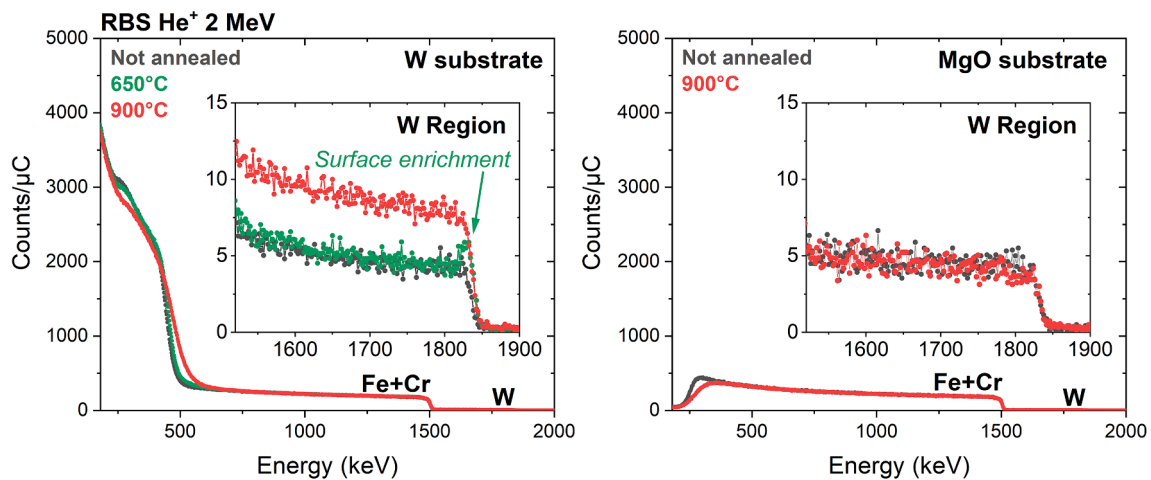 RBS He⁺ 2 MeV
5000
4000
3000
2000
1000
0
Counts/μC
Not annealed
650°C
900°C
W substrate
15
10
5
0
W Region
Surface enrichment
1600
1700
1800
1900
Fe+Cr
W
500
1000
1500
2000
Energy (keV)
5000
4000
3000
2000
1000
0
Counts/μC
Not annealed
900°C
MgO substrate
15
10
5
0
W Region
1600
1700
1800
1900
Fe+Cr
W
500
1000
1500
2000
Energy (keV)